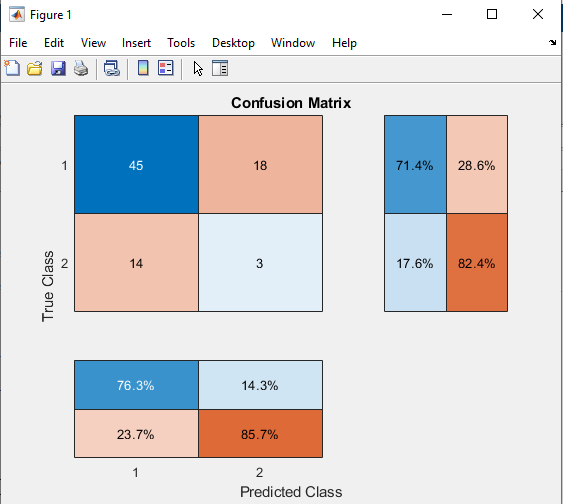 Figure 1
File Edit View Insert Tools Desktop Window Help
Confusion Matrix
1 45 18 71.4% 28.6%
2 14 3 17.6% 82.4%
True Class
76.3% 14.3%
23.7% 85.7%
1 2
Predicted Class